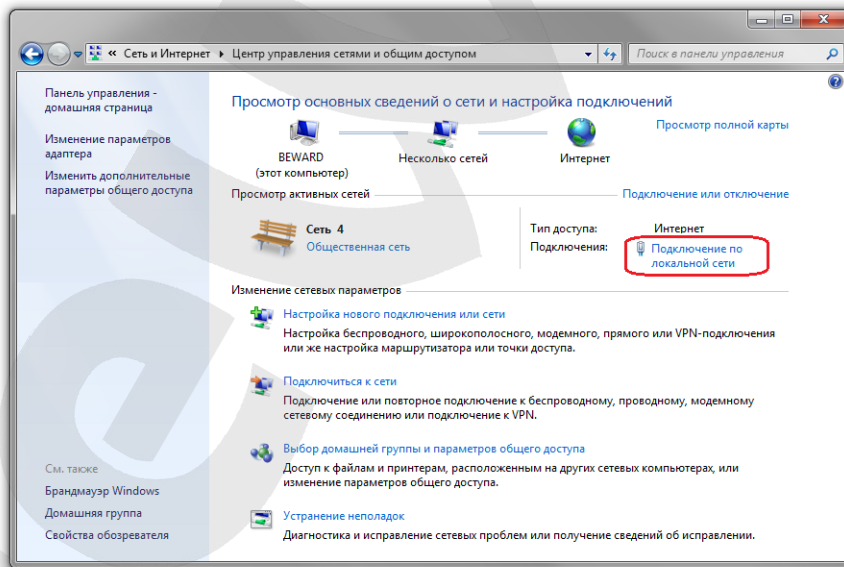 « Сеть и Интернет ▸ Центр управления сетями и общим доступом
Поиск в панели управления
Панель управления -
домашняя страница
Изменение параметров
адаптера
Изменить дополнительные
параметры общего доступа
Просмотр основных сведений о сети и настройка подключений
Просмотр полной карты
BEWARD
(этот компьютер)
Несколько сетей
Интернет
Просмотр активных сетей
Подключение или отключение
Сеть 4
Общественная сеть
Тип доступа: Интернет
Подключения: Подключение по
локальной сети
Изменение сетевых параметров
Настройка нового подключения или сети
Настройка беспроводного, широкополосного, модемного, прямого или VPN-подключения
или же настройка маршрутизатора или точки доступа.
Подключиться к сети
Подключение или повторное подключение к беспроводному, проводному, модемному
сетевому соединению или подключение к VPN.
Выбор домашней группы и параметров общего доступа
Доступ к файлам и принтерам, расположенным на других сетевых компьютерах, или
изменение параметров общего доступа.
Устранение неполадок
Диагностика и исправление сетевых проблем или получение сведений об исправлении.
См. также
Брандмауэр Windows
Домашняя группа
Свойства обозревателя